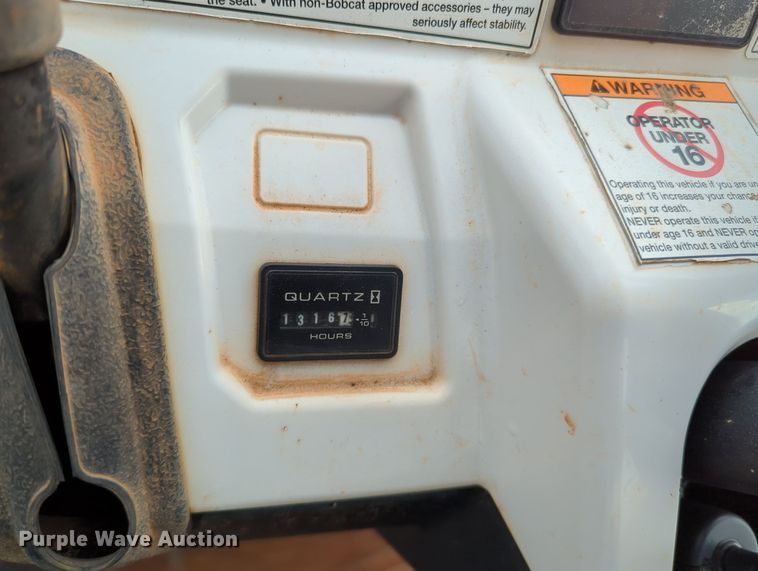 the seat. • With non-Bobcat approved accessories – they may
seriously affect stability.
WARNING
OPERATOR
UNDER
16
Operating this vehicle if you are un
age of 16 increases your chanc
injury or death.
NEVER operate this vehicle if
under age 16 and NEVER op
vehicle without a valid drive
QUARTZ
1316 1/10
HOURS
Purple Wave Auction